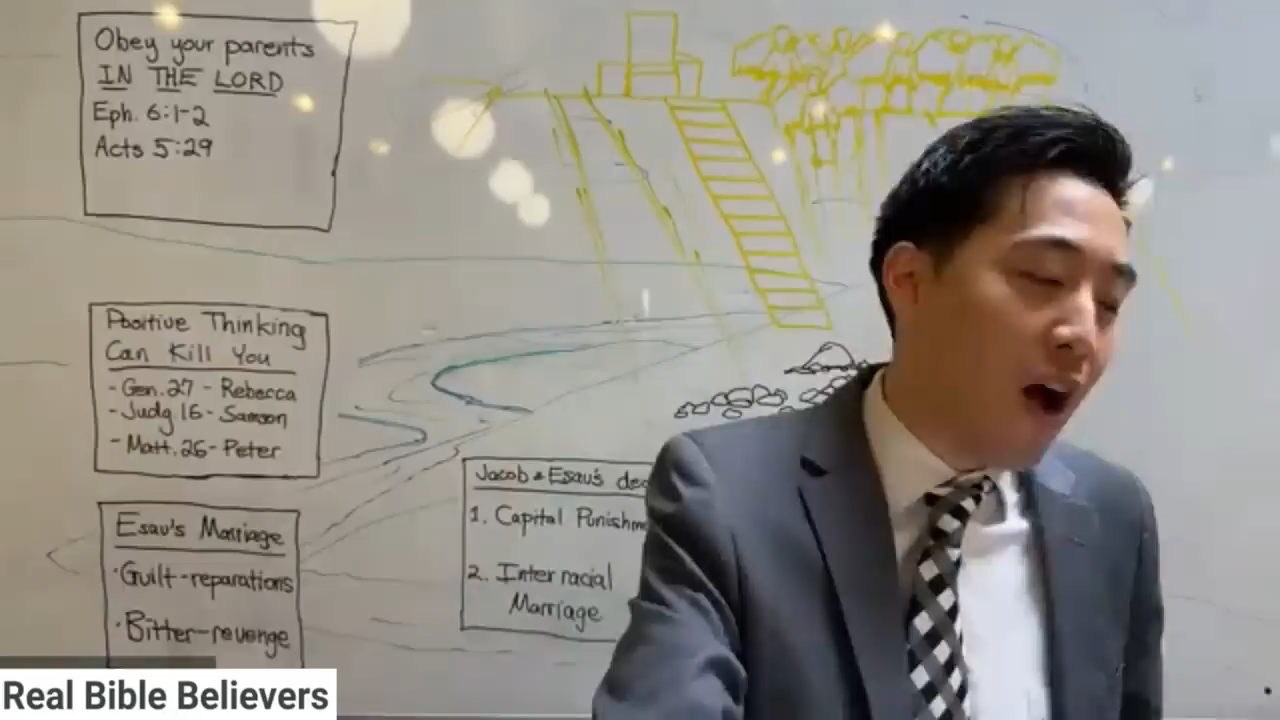 Obey your parents
IN THE LORD
Eph. 6:1-2
Acts 5:29
Positive Thinking
Can Kill You
- Gen. 27 - Rebecca
- Judg 16 - Samson
- Matt. 26 - Peter
Esau's Marriage
· Guilt-reparations
· Bitter-revenge
Jacob & Esau's
1. Capital
2. Interracial
Marriage
Real Bible Believers